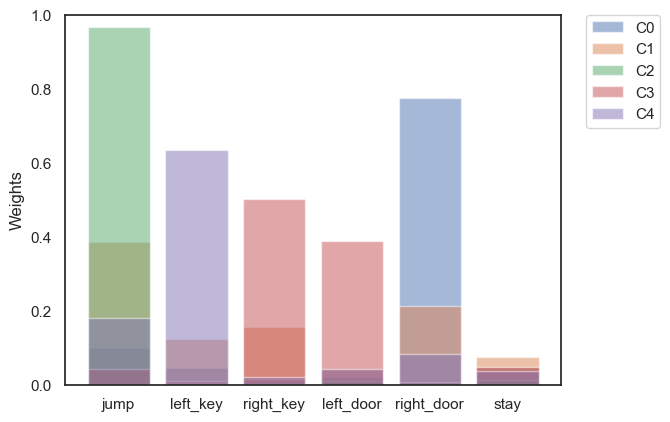 1.0
0.8
0.6
0.4
0.2
0.0
Weights
jump left_key right_key left_door right_door stay
C0
C1
C2
C3
C4